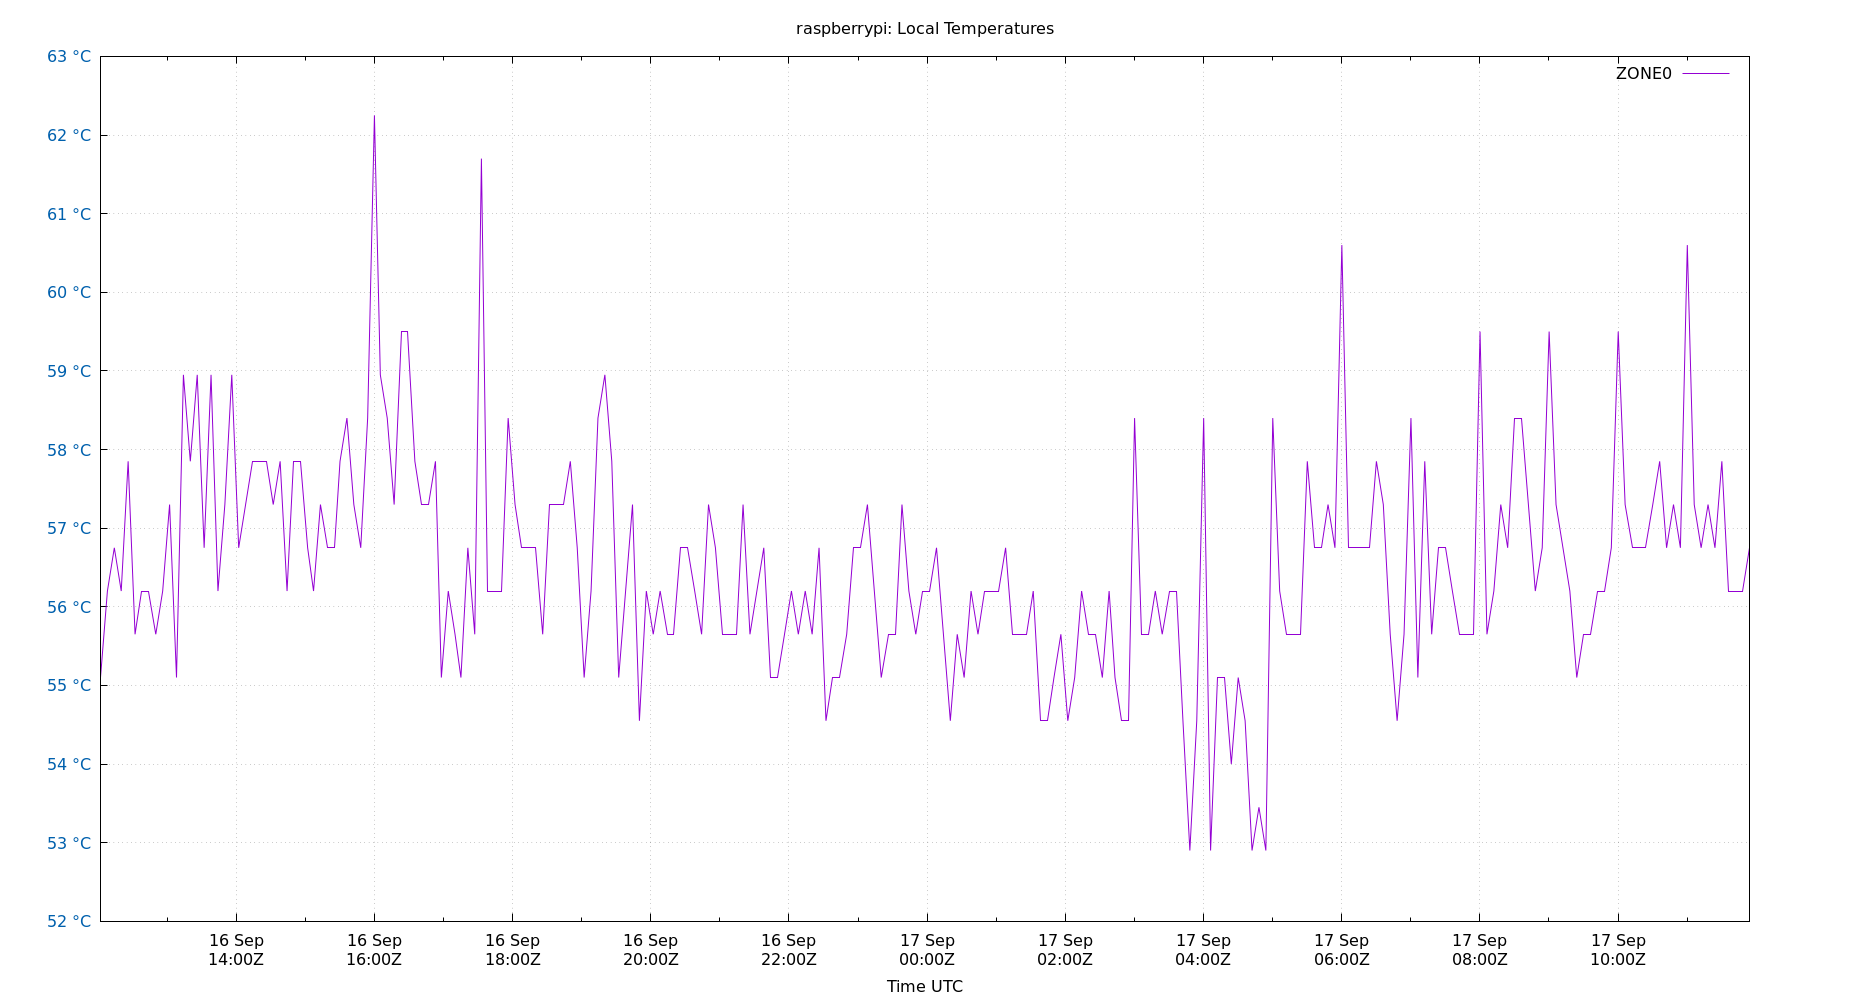 raspberrypi: Local Temperatures
63 °C
ZONE0
62 °C
61 °C
60 °C
59 °C
58 °C
57 °C
56 °C
55 °C
54 °C
53 °C
52 °C
16 Sep 16 Sep 16 Sep 16 Sep 16 Sep 17 Sep 17 Sep 17 Sep 17 Sep 17 Sep 17 Sep
14:00Z 16:00Z 18:00Z 20:00Z 22:00Z 00:00Z 02:00Z 04:00Z 06:00Z 08:00Z 10:00Z
Time UTC